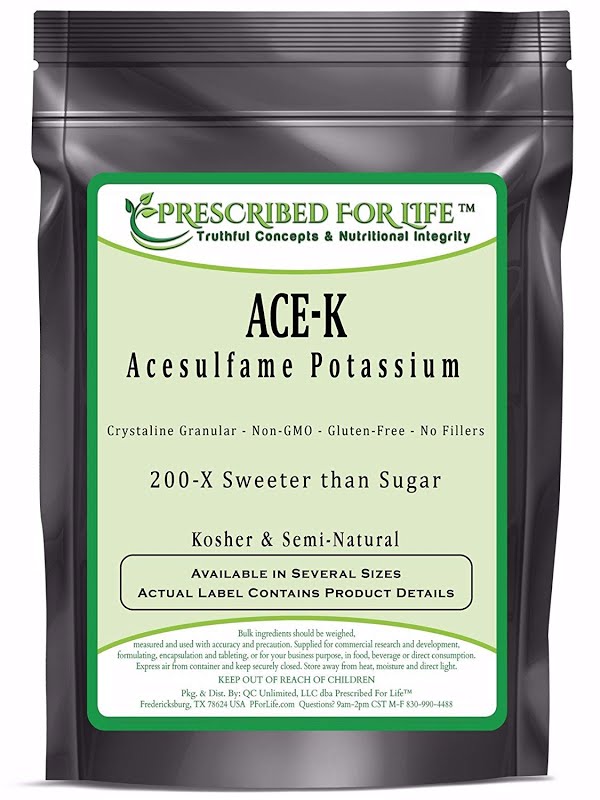 PRESCRIBED FOR LIFE™
Truthful Concepts & Nutritional Integrity
ACE-K
Acesulfame Potassium
Crystaline Granular - Non-GMO - Gluten-Free - No Fillers
200-X Sweeter than Sugar
Kosher & Semi-Natural
AVAILABLE IN SEVERAL SIZES
ACTUAL LABEL CONTAINS PRODUCT DETAILS
Bulk ingredients should be weighed,
measured and used with accuracy and precaution. Supplied for commercial research and development,
formulating, encapsulation and tableting, or for your business purpose, in food, beverage or direct consumption.
Express air from container and keep securely closed. Store away from heat, moisture and direct light.
KEEP OUT OF REACH OF CHILDREN
Pkg. & Dist. By: QC Unlimited, LLC dba Prescribed For Life™
Fredericksburg, TX 78624 USA PForLife.com Questions? 9am-2pm CST M-F 830-990-4488